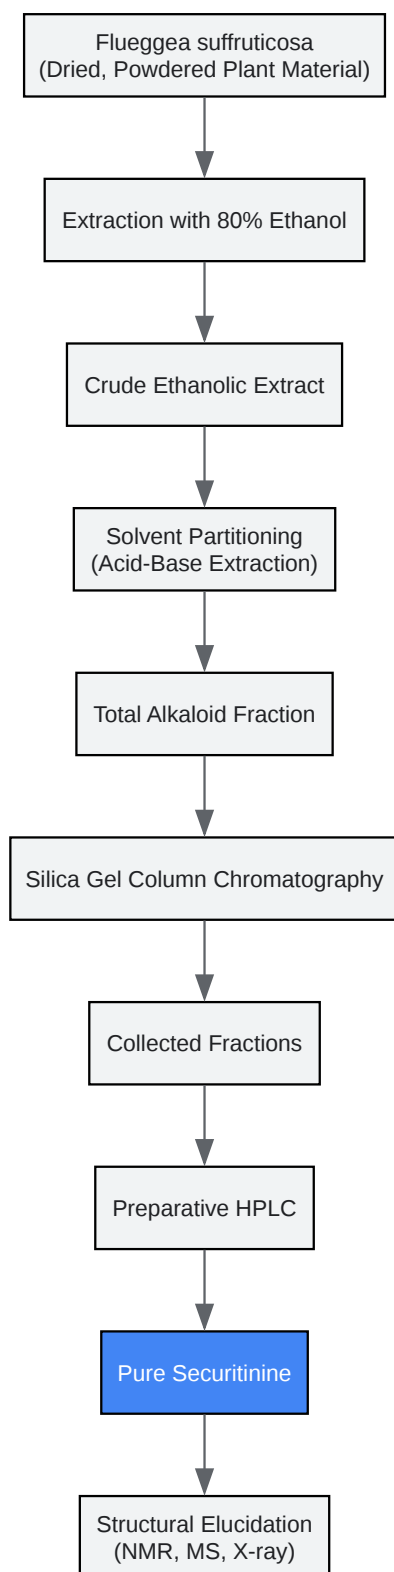 Flueggea suffruticosa
(Dried, Powdered Plant Material)
Extraction with 80% Ethanol
Crude Ethanolic Extract
Solvent Partitioning
(Acid-Base Extraction)
Total Alkaloid Fraction
Silica Gel Column Chromatography
Collected Fractions
Preparative HPLC
Pure Securitinine
Structural Elucidation
(NMR, MS, X-ray)